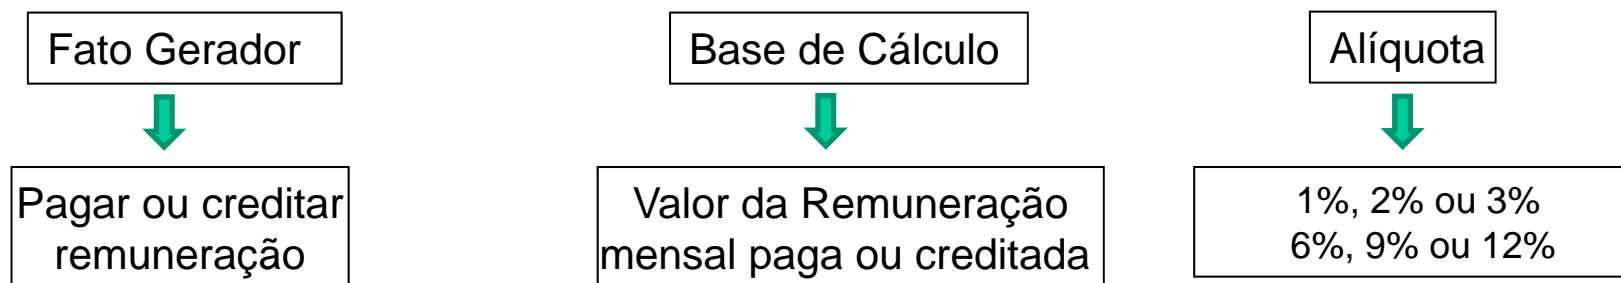 Fato Gerador
Base de Cálculo
Alíquota
Pagar ou creditar
remuneração
Valor da Remuneração
mensal paga ou creditada
1%, 2% ou 3%
6%, 9% ou 12%